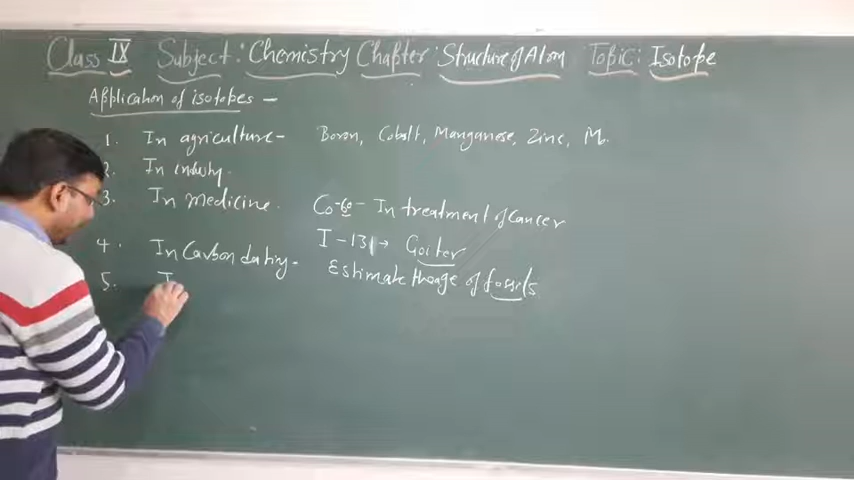 Class IX Subject: Chemistry Chapter: Structure of Atom Topic: Isotope
Application of isotopes -
1. In agriculture - Boron, Cobalt, Manganese, Zinc, M
2. In industry.
3. In medicine. Co-60 - In treatment of Cancer
I-131 → Goiter
4. In Carbon dating - Estimate the age of fossils
5. I